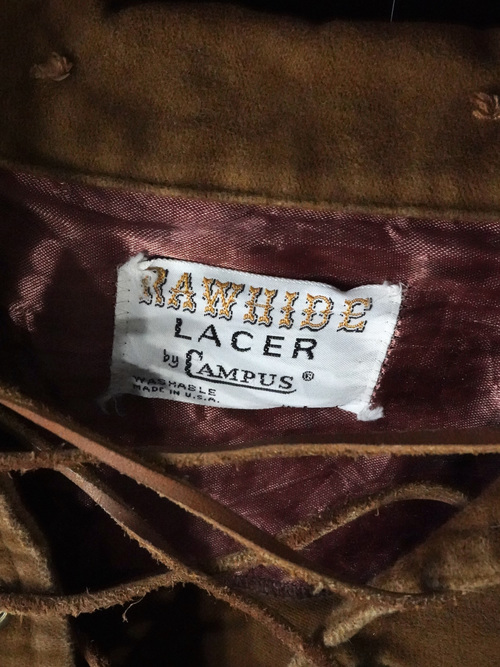 RAWHIDE
LACER
by CAMPUS®
WASHABLE
MADE IN U.S.A.